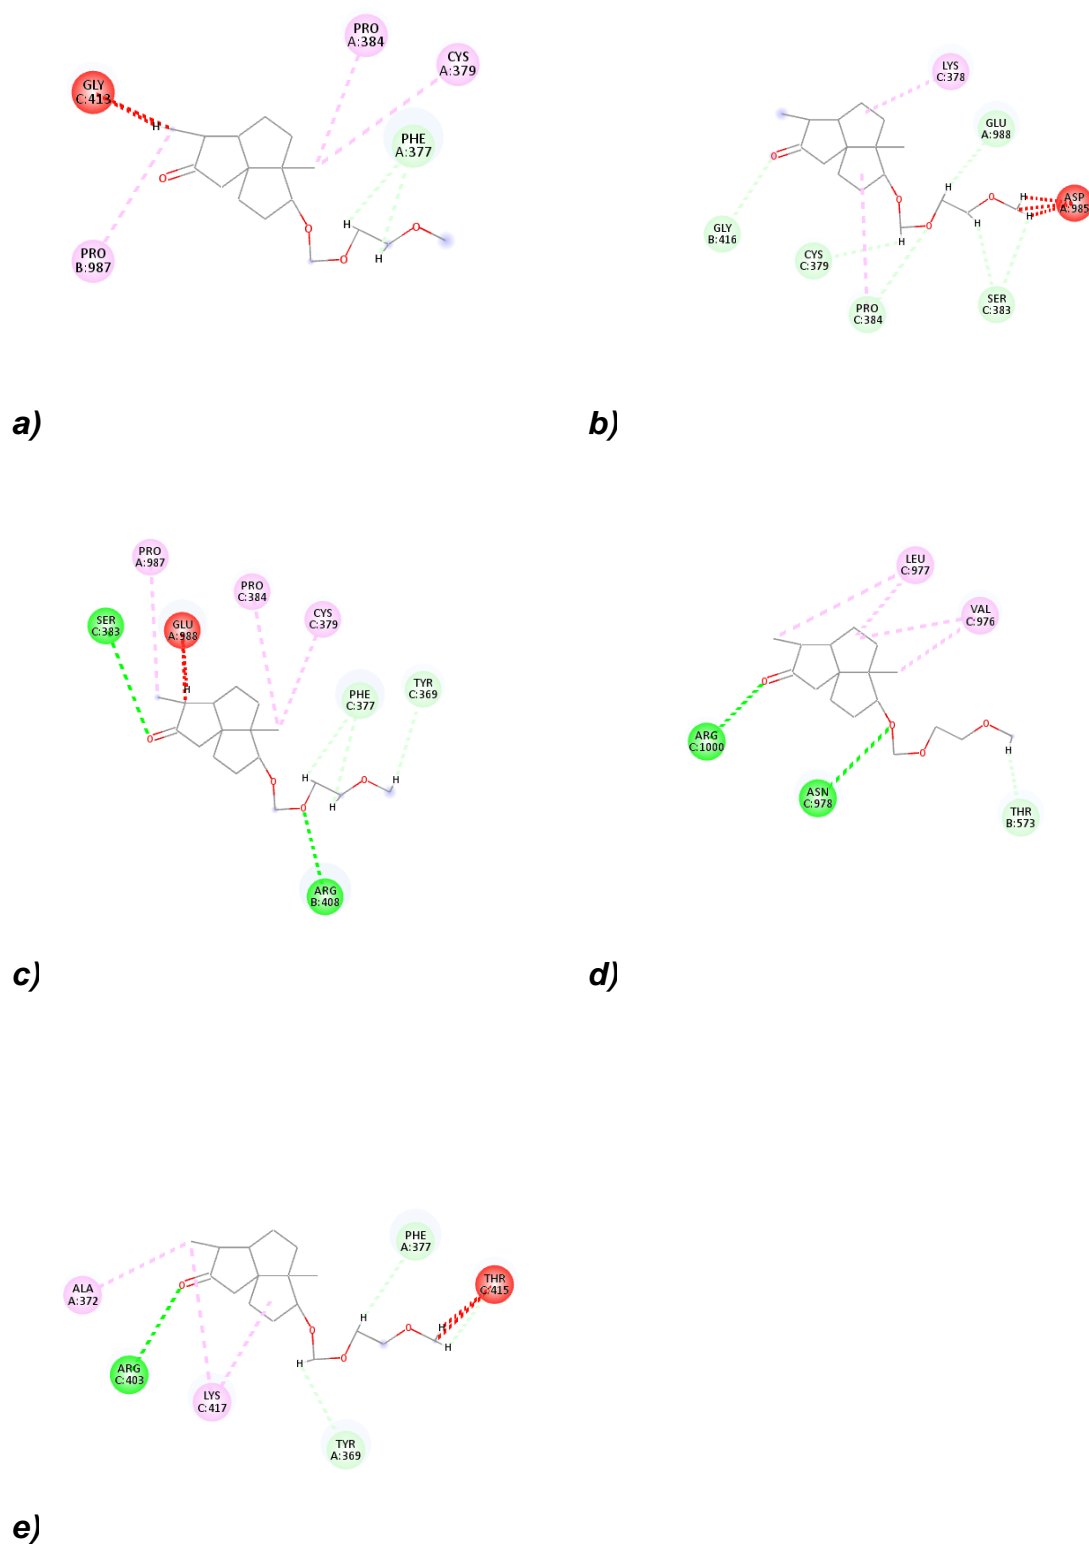 PRO
A:384
CYS
A:379
GLY
C:413
H
PHE
A:377
O
H
O
O
H
O
PRO
B:987
a)
LYS
C:378
GLU
A:988
O
H
O
H
ASP
A:985
O
H
H
H
O
GLY
B:416
CYS
C:379
PRO
C:384
SER
C:383
b)
PRO
A:987
PRO
C:384
CYS
C:379
SER
C:383
GLU
A:988
H
PHE
C:377
TYR
C:369
O
O
H
O
H
H
O
ARG
B:408
c)
LEU
C:977
VAL
C:976
O
O
O
O
H
ARG
C:1000
ASN
C:978
THR
B:573
d)
PHE
A:377
ALA
A:372
O
THR
C:415
H
O
O
H
H
H
O
ARG
C:403
LYS
C:417
TYR
A:369
e)